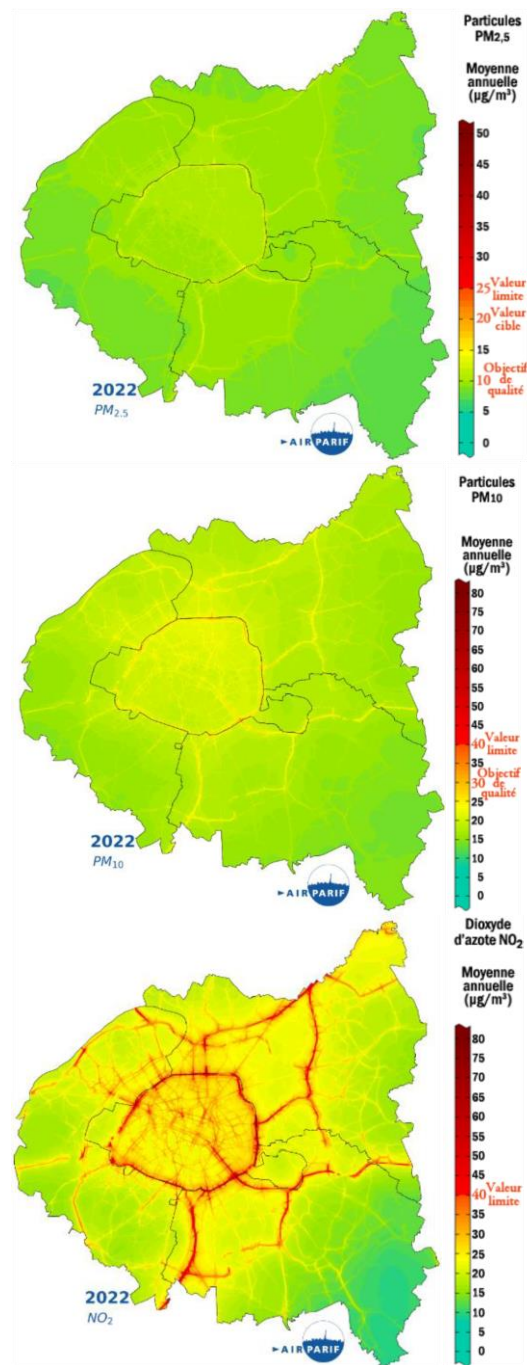 Particules
PM2,5
Moyenne
annuelle
(µg/m³)
50
45
40
35
30
25 Valeur
limite
20 Valeur
cible
15
Objectif
10 de
qualité
5
0
2022
PM2.5
AIRPARIF
Particules
PM10
Moyenne
annuelle
(µg/m³)
80
75
70
65
60
55
50
45
40 Valeur
limite
35
Objectif
30 de
qualité
25
20
15
10
5
0
2022
PM10
AIRPARIF
Dioxyde
d'azote NO2
Moyenne
annuelle
(µg/m³)
80
75
70
65
60
55
50
45
40 Valeur
limite
35
30
25
20
15
10
5
0
2022
NO2
AIRPARIF